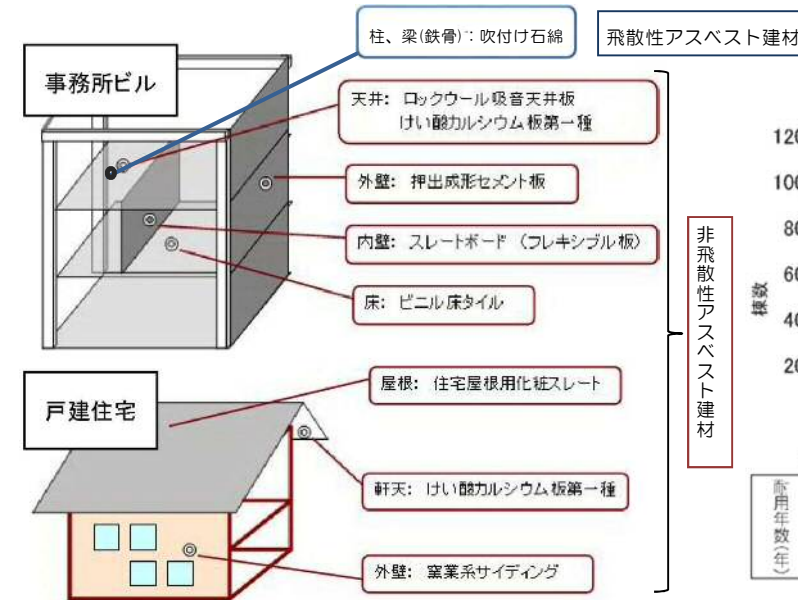 柱、梁(鉄骨)：吹付け石綿
飛散性アスベスト建材
事務所ビル
天井： ロックウール吸音天井板
けい酸カルシウム板第一種
外壁： 押出成形セメント板
内壁： スレートボード （フレキシブル板）
床： ビニル床タイル
戸建住宅
屋根： 住宅屋根用化粧スレート
軒天： けい酸カルシウム板第一種
外壁： 窯業系サイディング
非飛散性アスベスト建材
棟数
耐用年数(年)